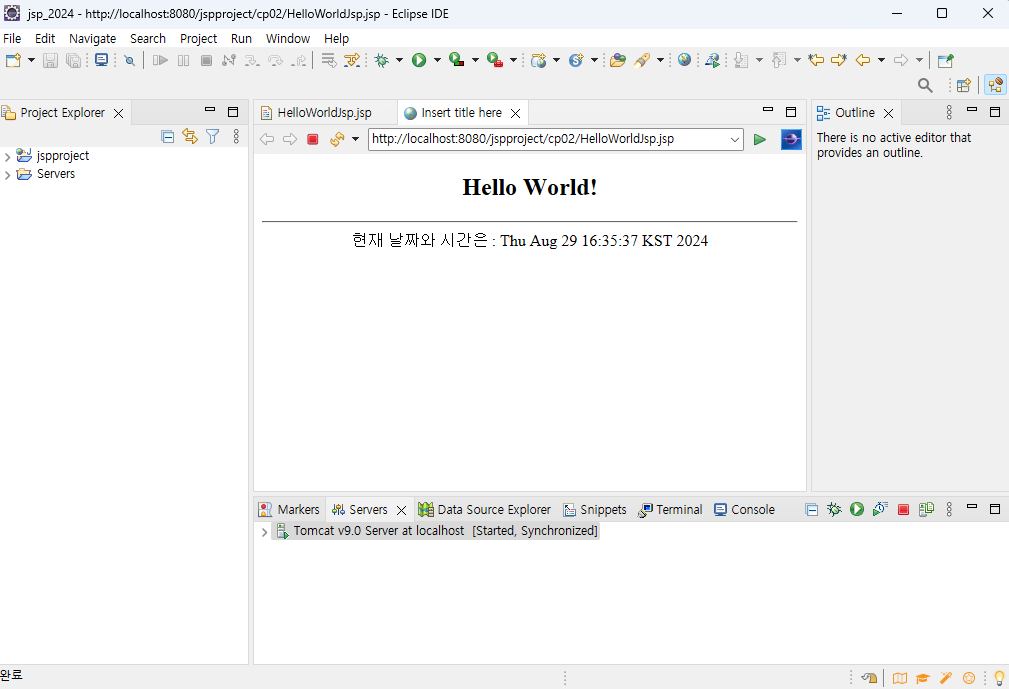 jsp_2024 - http://localhost:8080/jspproject/cp02/HelloWorldJsp.jsp - Eclipse IDE
File Edit Navigate Search Project Run Window Help
Project Explorer
jspproject
Servers
HelloWorldJsp.jsp
Insert title here
http://localhost:8080/jspproject/cp02/HelloWorldJsp.jsp
Hello World!
현재 날짜와 시간은 : Thu Aug 29 16:35:37 KST 2024
Outline
There is no active editor that
provides an outline.
Markers
Servers
Data Source Explorer
Snippets
Terminal
Console
Tomcat v9.0 Server at localhost [Started, Synchronized]
완료